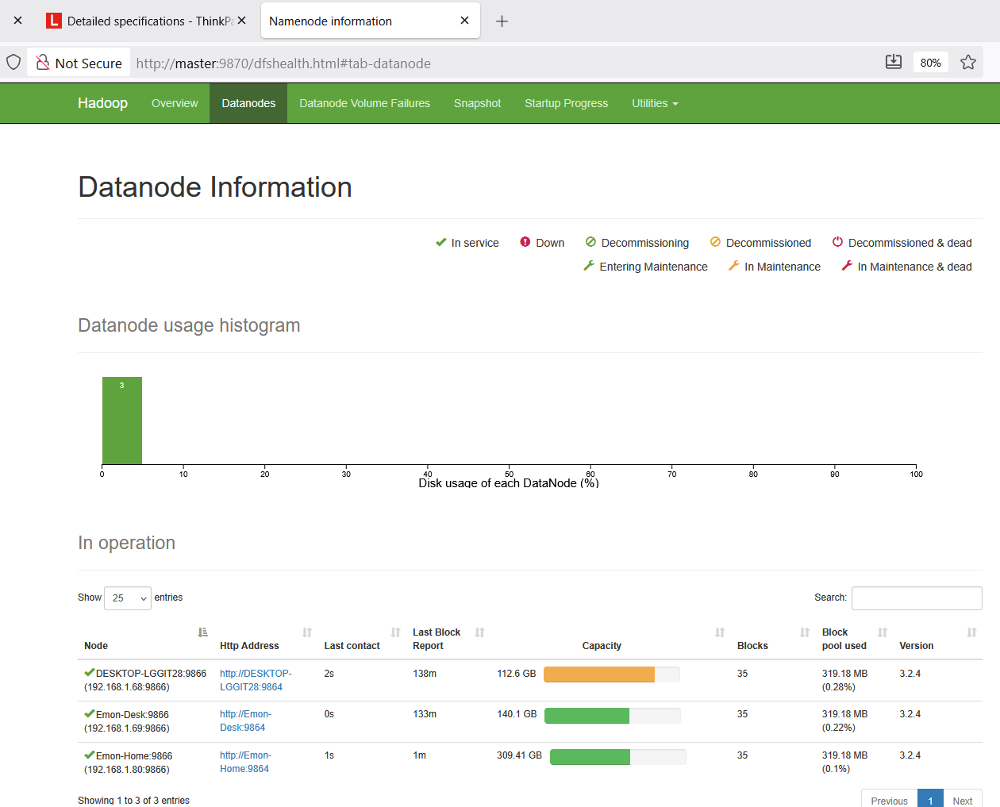 L Detailed specifications - ThinkPa
Namenode information
Not Secure http://master:9870/dfshealth.html#tab-datanode 80%
Hadoop Overview Datanodes Datanode Volume Failures Snapshot Startup Progress Utilities
Datanode Information
In service Down Decommissioning Decommissioned Decommissioned & dead
Entering Maintenance In Maintenance In Maintenance & dead
Datanode usage histogram
3
0 10 20 30 40 50 60 70 80 90 100
Disk usage of each DataNode (%)
In operation
Show 25 entries Search:
Node Http Address Last contact Last Block Report Capacity Blocks Block pool used Version
DESKTOP-LGGIT28:9866 http://DESKTOP- 2s 138m 112.6 GB 35 319.18 MB 3.2.4
(192.168.1.68:9866) LGGIT28:9864 (0.28%)
Emon-Desk:9866 http://Emon- 0s 133m 140.1 GB 35 319.18 MB 3.2.4
(192.168.1.69:9866) Desk:9864 (0.22%)
Emon-Home:9866 http://Emon- 1s 1m 309.41 GB 35 319.18 MB 3.2.4
(192.168.1.80:9866) Home:9864 (0.1%)
Showing 1 to 3 of 3 entries Previous 1 Next